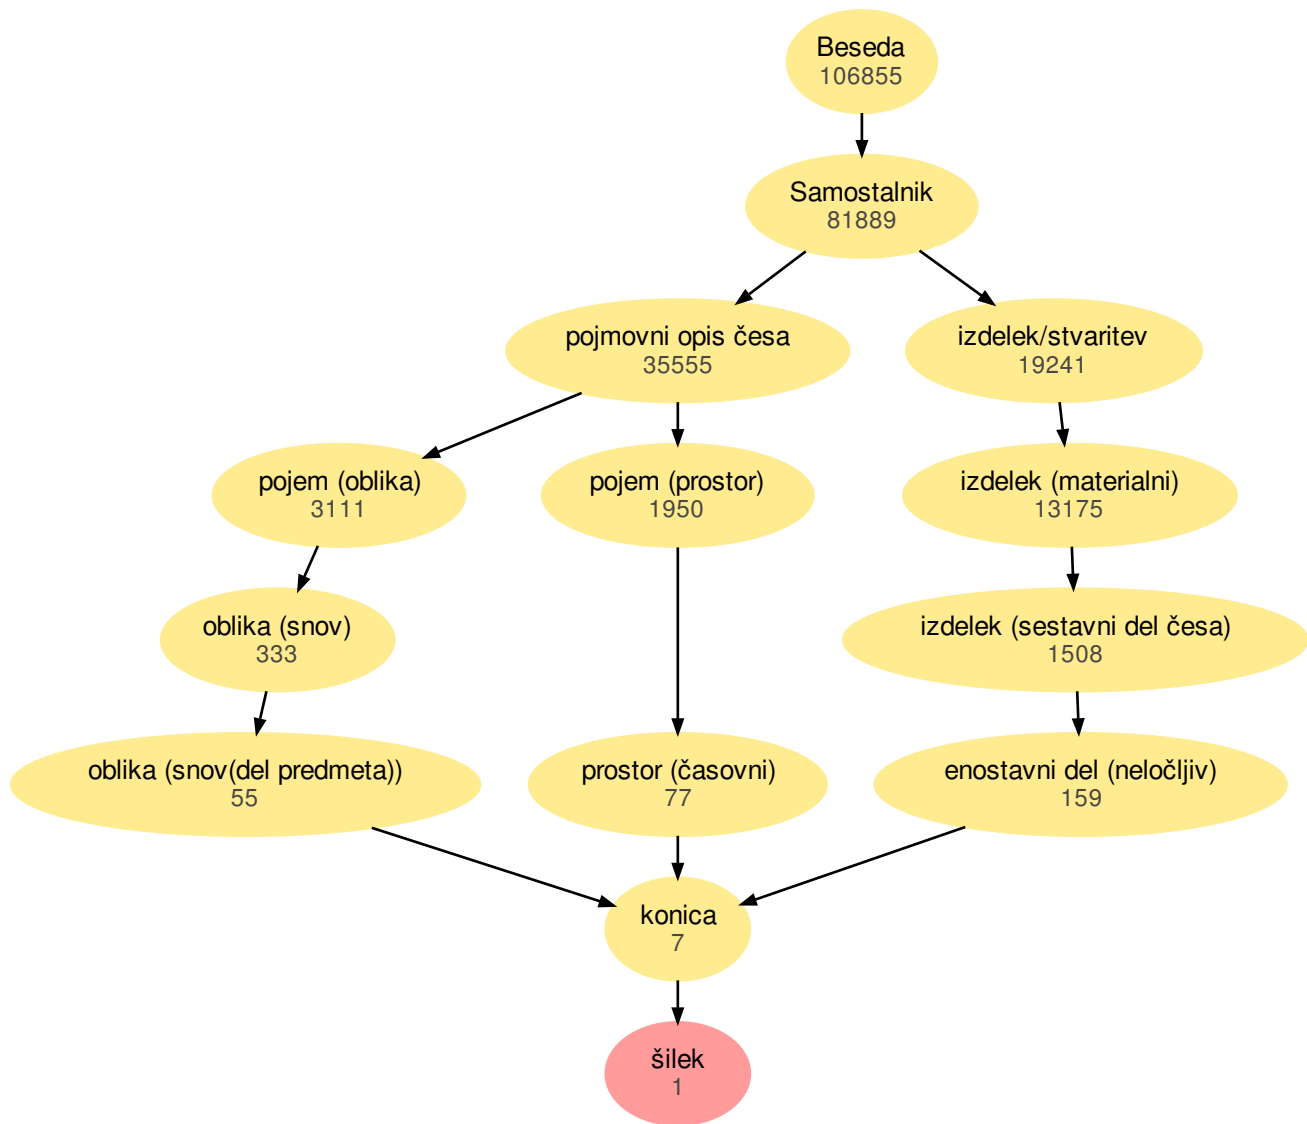 Beseda
106855
Samostalnik
81889
pojmovni opis česa
35555
izdelek/stvaritev
19241
pojem (oblika)
3111
pojem (prostor)
1950
izdelek (materialni)
13175
oblika (snov)
333
izdelek (sestavni del česa)
1508
oblika (snov(del predmeta))
55
prostor (časovni)
77
enostavni del (neločljiv)
159
konica
7
šilek
1